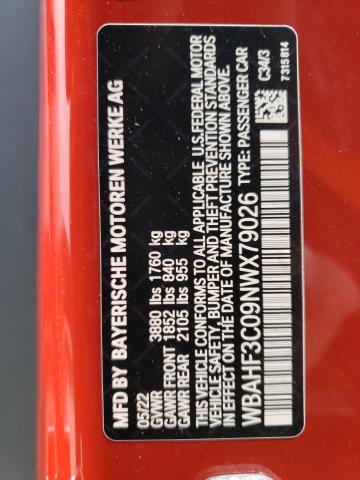 MFD BY BAYERISCHE MOTOREN WERKE AG
05/22
GVWR 3880 lbs 1760 kg
GAWR FRONT 1852 lbs 840 kg
GAWR REAR 2105 lbs 955 kg
THIS VEHICLE CONFORMS TO ALL APPLICABLE U.S. FEDERAL MOTOR
VEHICLE SAFETY, BUMPER AND THEFT PREVENTION STANDARDS
IN EFFECT ON THE DATE OF MANUFACTURE SHOWN ABOVE.
WBAHF3C09NWX79026 TYPE: PASSENGER CAR
C34/3
7315814